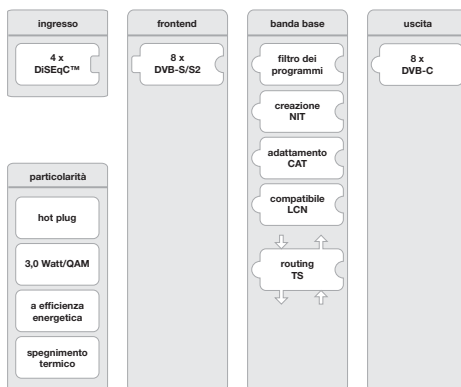 ingresso
4 x
DiSEqC™
particolarità
hot plug
3,0 Watt/QAM
a efficienza
energetica
spegnimento
termico
frontend
8 x
DVB-S/S2
banda base
filtro dei
programmi
creazione
NIT
adattamento
CAT
compatibile
LCN
routing
TS
uscita
8 x
DVB-C